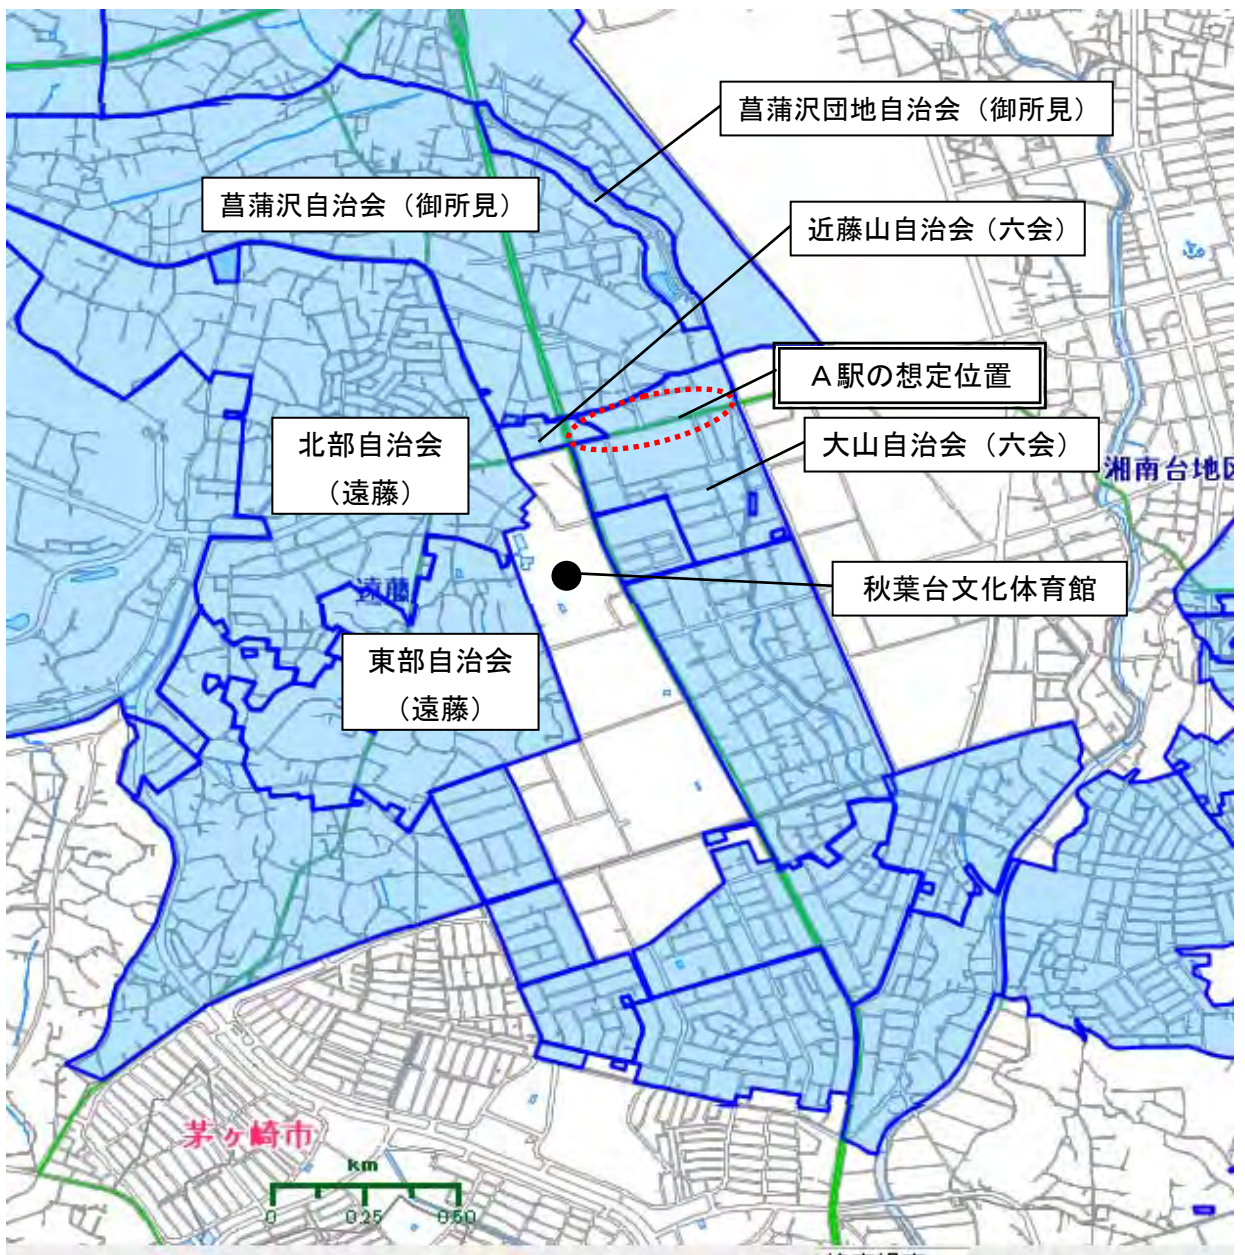 菖蒲沢団地自治会（御所見）
菖蒲沢自治会（御所見）
近藤山自治会（六会）
Ａ駅の想定位置
北部自治会
（遠藤）
大山自治会（六会）
湘南台地区
秋葉台文化体育館
遠藤
東部自治会
（遠藤）
茅ヶ崎市
km
0 0.25 0.50